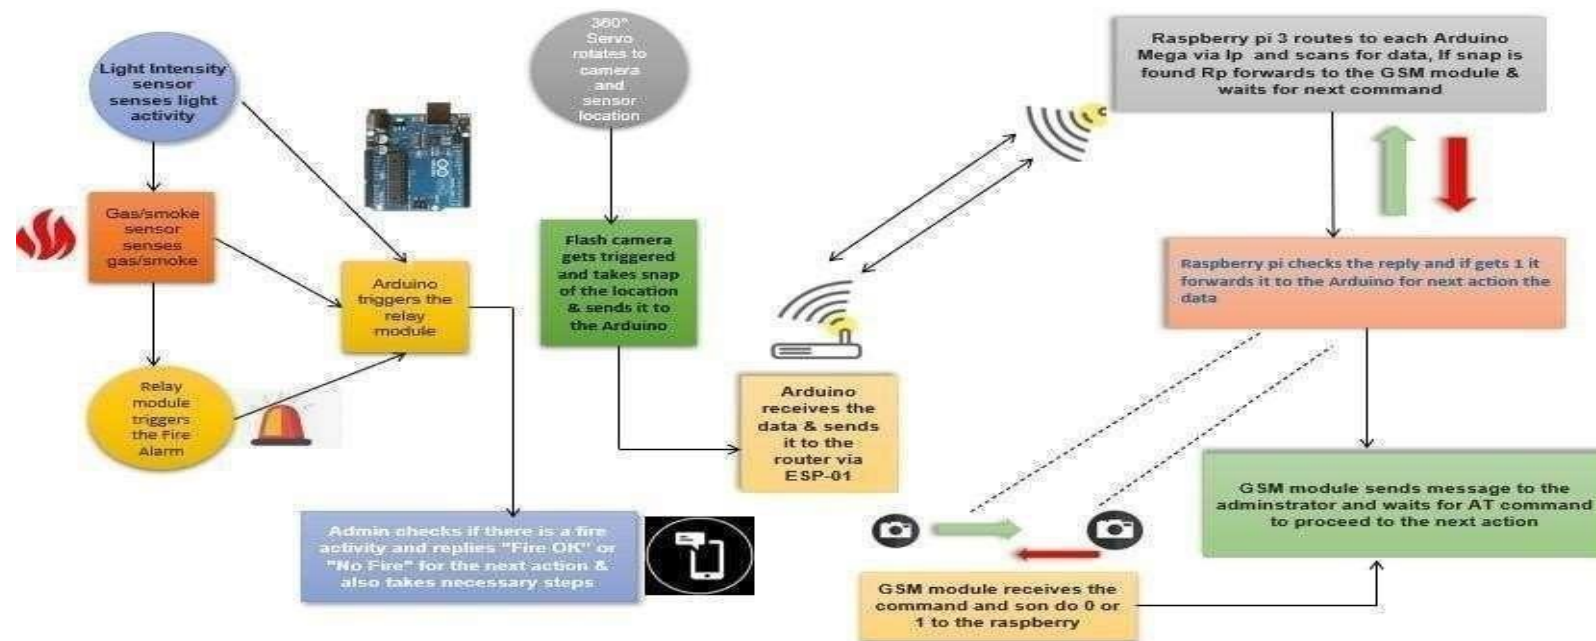 Light Intensity
sensor
senses light
activity
Gas/smoke
sensor
senses
gas/smoke
Relay
module
triggers
the Fire
Alarm
Arduino
triggers the
relay
module
360°
Servo
rotates to
camera
and
sensor
location
Flash camera
gets triggered
and takes snap
of the location
& sends it to
the Arduino
Admin checks if there is a fire
activity and replies "Fire OK" or
"No Fire" for the next action &
also takes necessary steps
Arduino
receives the
data & sends
it to the
router via
ESP-01
Raspberry pi 3 routes to each Arduino
Mega via Ip and scans for data, If snap is
found Rp forwards to the GSM module &
waits for next command
Raspberry pi checks the reply and if gets 1 it
forwards it to the Arduino for next action the
data
GSM module sends message to the
adminstrator and waits for AT command
to proceed to the next action
GSM module receives the
command and son do 0 or
1 to the raspberry